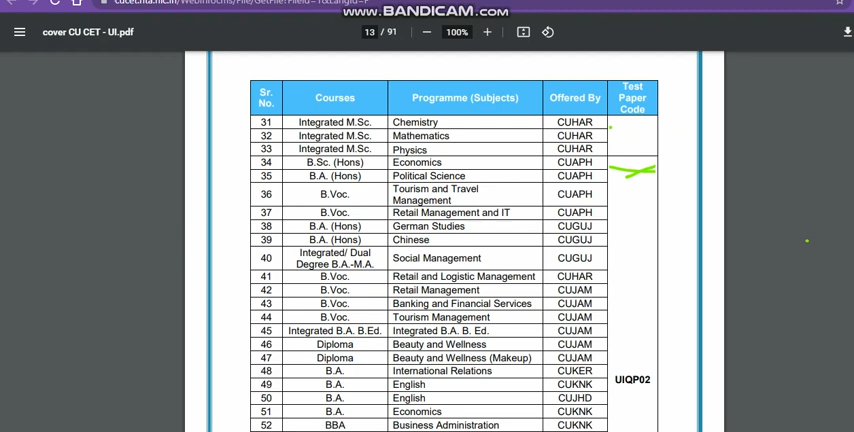 cucet.nta.nic.in/WebInfocms/File/GetFile?FileId=1&LangId=P
www.BANDICAM.com
cover CU CET - UI.pdf
13 / 91
100%
Sr. No. Courses Programme (Subjects) Offered By Test Paper Code
31 Integrated M.Sc. Chemistry CUHAR
32 Integrated M.Sc. Mathematics CUHAR
33 Integrated M.Sc. Physics CUHAR
34 B.Sc. (Hons) Economics CUAPH
35 B.A. (Hons) Political Science CUAPH
36 B.Voc. Tourism and Travel Management CUAPH
37 B.Voc. Retail Management and IT CUAPH
38 B.A. (Hons) German Studies CUGUJ
39 B.A. (Hons) Chinese CUGUJ
40 Integrated/ Dual Degree B.A.-M.A. Social Management CUGUJ
41 B.Voc. Retail and Logistic Management CUHAR
42 B.Voc. Retail Management CUJAM
43 B.Voc. Banking and Financial Services CUJAM
44 B.Voc. Tourism Management CUJAM
45 Integrated B.A. B.Ed. Integrated B.A. B. Ed. CUJAM
46 Diploma Beauty and Wellness CUJAM
47 Diploma Beauty and Wellness (Makeup) CUJAM
48 B.A. International Relations CUKER
UIQP02
49 B.A. English CUKNK
50 B.A. English CUJHD
51 B.A. Economics CUKNK
52 BBA Business Administration CUKNK